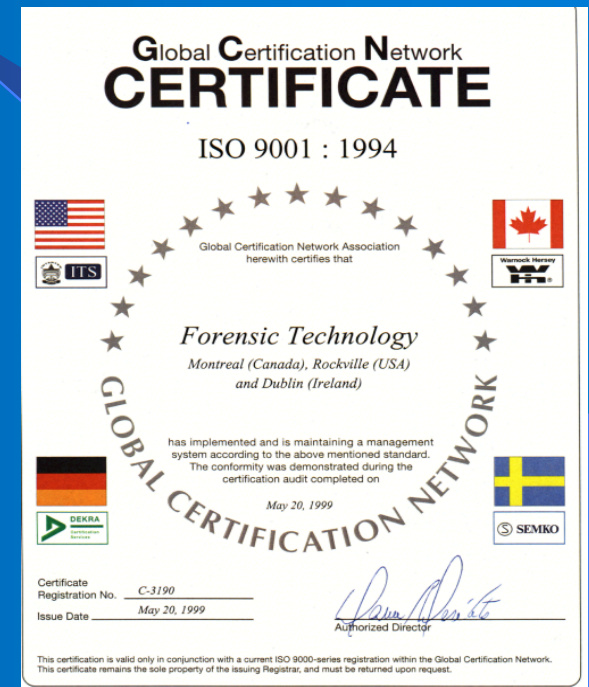 Global Certification Network
CERTIFICATE
ISO 9001 : 1994
Global Certification Network Association
herewith certifies that
ITS
Warnock Hersey
WH
Forensic Technology
Montreal (Canada), Rockville (USA)
and Dublin (Ireland)
GLOBAL CERTIFICATION NETWORK
has implemented and is maintaining a management
system according to the above mentioned standard.
The conformity was demonstrated during the
certification audit completed on
May 20, 1999
DEKRA
Certification
Services
S SEMKO
Certificate
Registration No. C-3190
Issue Date May 20, 1999
Authorized Director
This certification is valid only in conjunction with a current ISO 9000-series registration within the Global Certification Network.
This certificate remains the sole property of the issuing Registrar, and must be returned upon request.